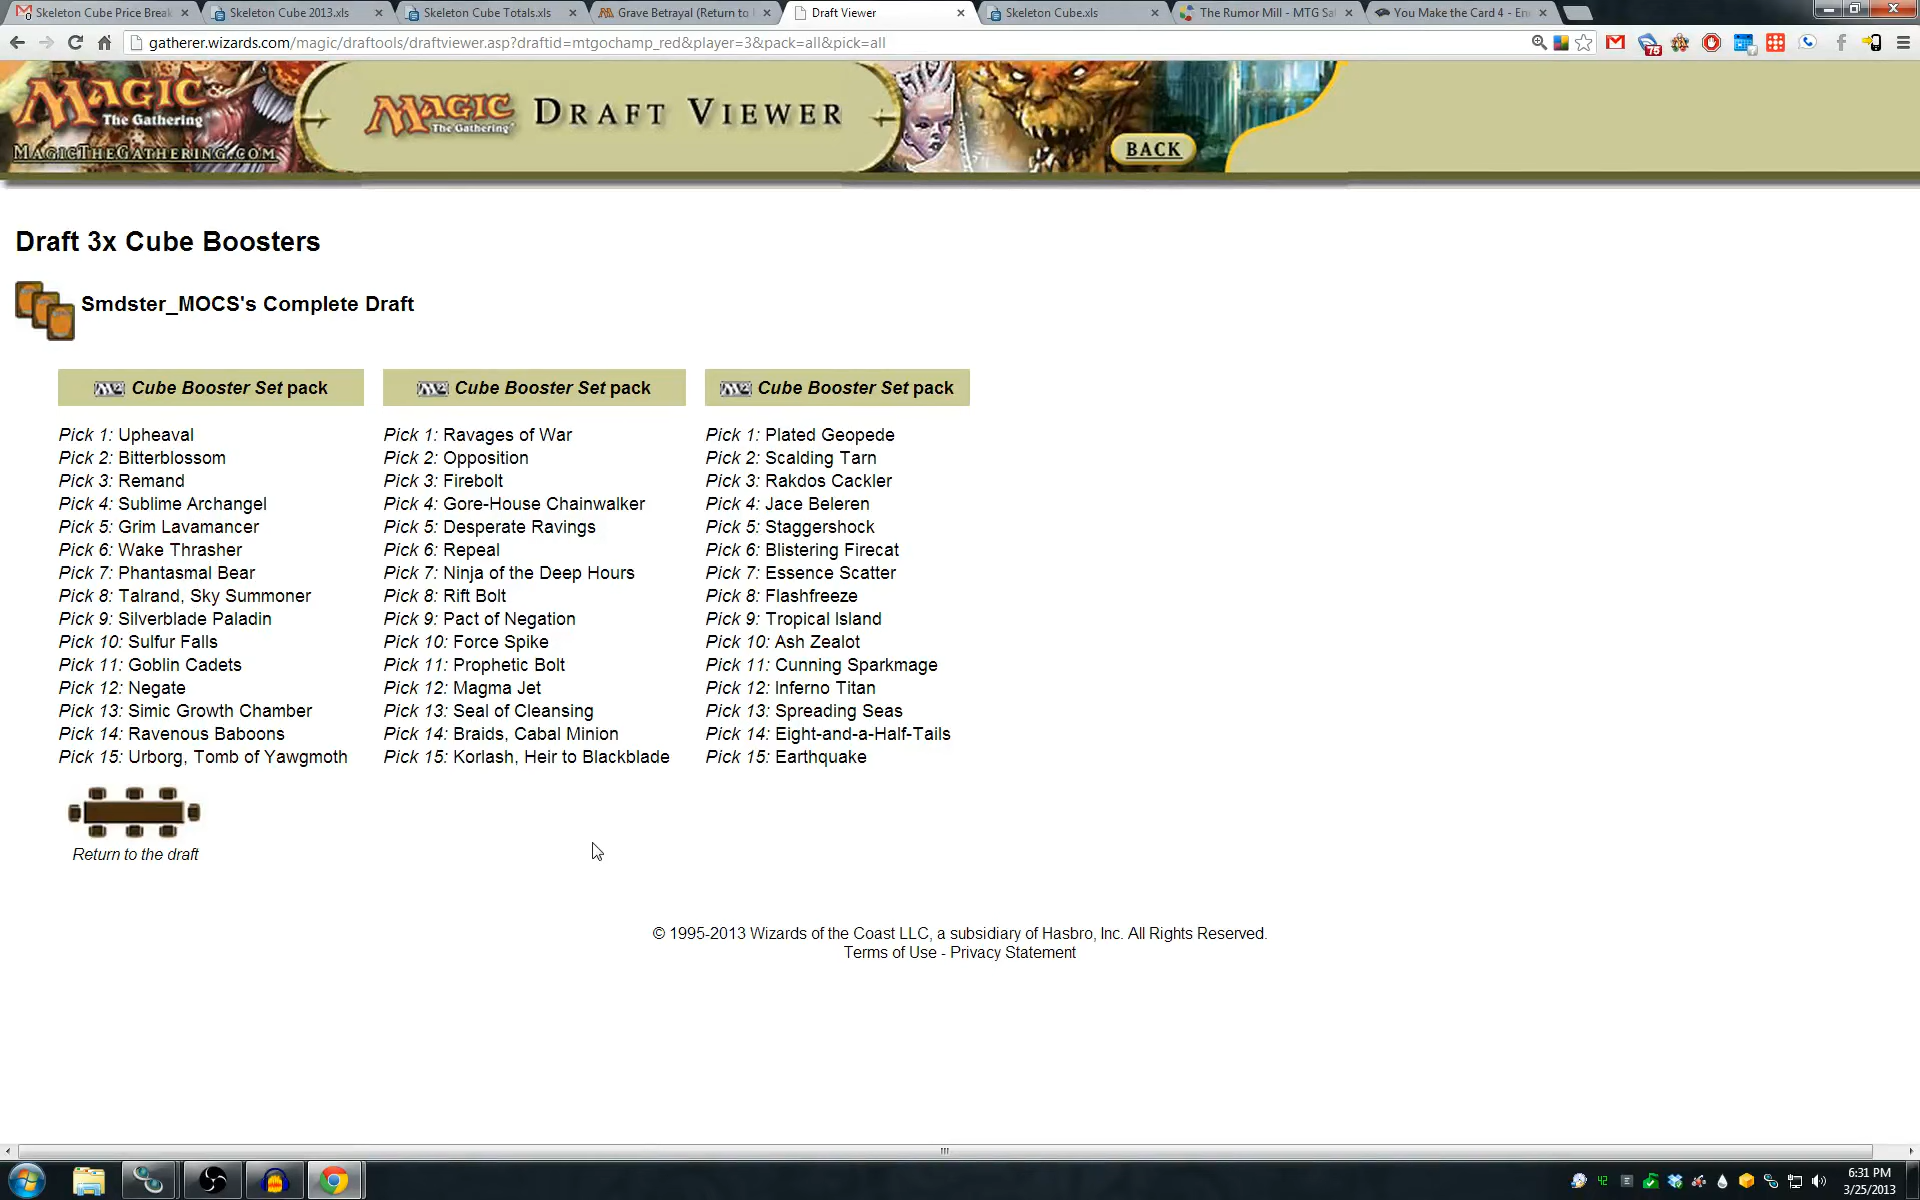 Skeleton Cube Price Break
Skeleton Cube 2013.xls
Skeleton Cube Totals.xls
Grave Betrayal (Return to
Draft Viewer
Skeleton Cube.xls
The Rumor Mill - MTG Sa
You Make the Card 4 - En
gatherer.wizards.com/magic/draftools/draftviewer.asp?draftid=mtgochamp_red&player=3&pack=all&pick=all
75
MAGIC
The Gathering
MAGICTHEGATHERING.COM
MAGIC
The Gathering
DRAFT VIEWER
BACK
Draft 3x Cube Boosters
Smdster_MOCS's Complete Draft
Cube Booster Set pack
Pick 1: Upheaval
Pick 2: Bitterblossom
Pick 3: Remand
Pick 4: Sublime Archangel
Pick 5: Grim Lavamancer
Pick 6: Wake Thrasher
Pick 7: Phantasmal Bear
Pick 8: Talrand, Sky Summoner
Pick 9: Silverblade Paladin
Pick 10: Sulfur Falls
Pick 11: Goblin Cadets
Pick 12: Negate
Pick 13: Simic Growth Chamber
Pick 14: Ravenous Baboons
Pick 15: Urborg, Tomb of Yawgmoth
Cube Booster Set pack
Pick 1: Ravages of War
Pick 2: Opposition
Pick 3: Firebolt
Pick 4: Gore-House Chainwalker
Pick 5: Desperate Ravings
Pick 6: Repeal
Pick 7: Ninja of the Deep Hours
Pick 8: Rift Bolt
Pick 9: Pact of Negation
Pick 10: Force Spike
Pick 11: Prophetic Bolt
Pick 12: Magma Jet
Pick 13: Seal of Cleansing
Pick 14: Braids, Cabal Minion
Pick 15: Korlash, Heir to Blackblade
Cube Booster Set pack
Pick 1: Plated Geopede
Pick 2: Scalding Tarn
Pick 3: Rakdos Cackler
Pick 4: Jace Beleren
Pick 5: Staggershock
Pick 6: Blistering Firecat
Pick 7: Essence Scatter
Pick 8: Flashfreeze
Pick 9: Tropical Island
Pick 10: Ash Zealot
Pick 11: Cunning Sparkmage
Pick 12: Inferno Titan
Pick 13: Spreading Seas
Pick 14: Eight-and-a-Half-Tails
Pick 15: Earthquake
Return to the draft
© 1995-2013 Wizards of the Coast LLC, a subsidiary of Hasbro, Inc. All Rights Reserved.
Terms of Use - Privacy Statement
42
6:31 PM
3/25/2013